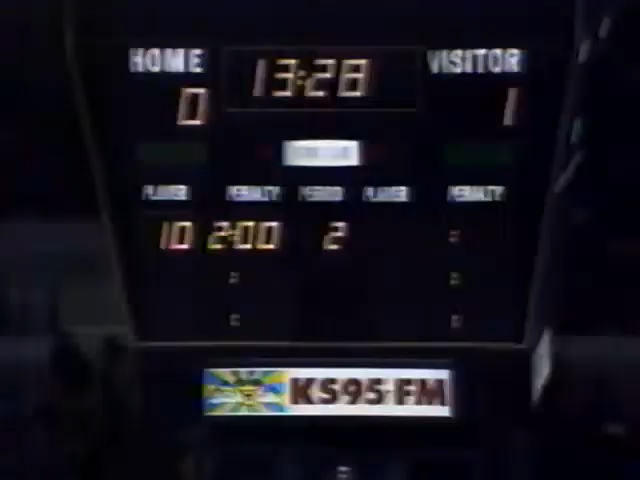 HOME 13:28 VISITOR
0 1
PLAYER PENALTY PERIOD PLAYER PENALTY
10 2:00 2 :
: :
: :
KS95 FM